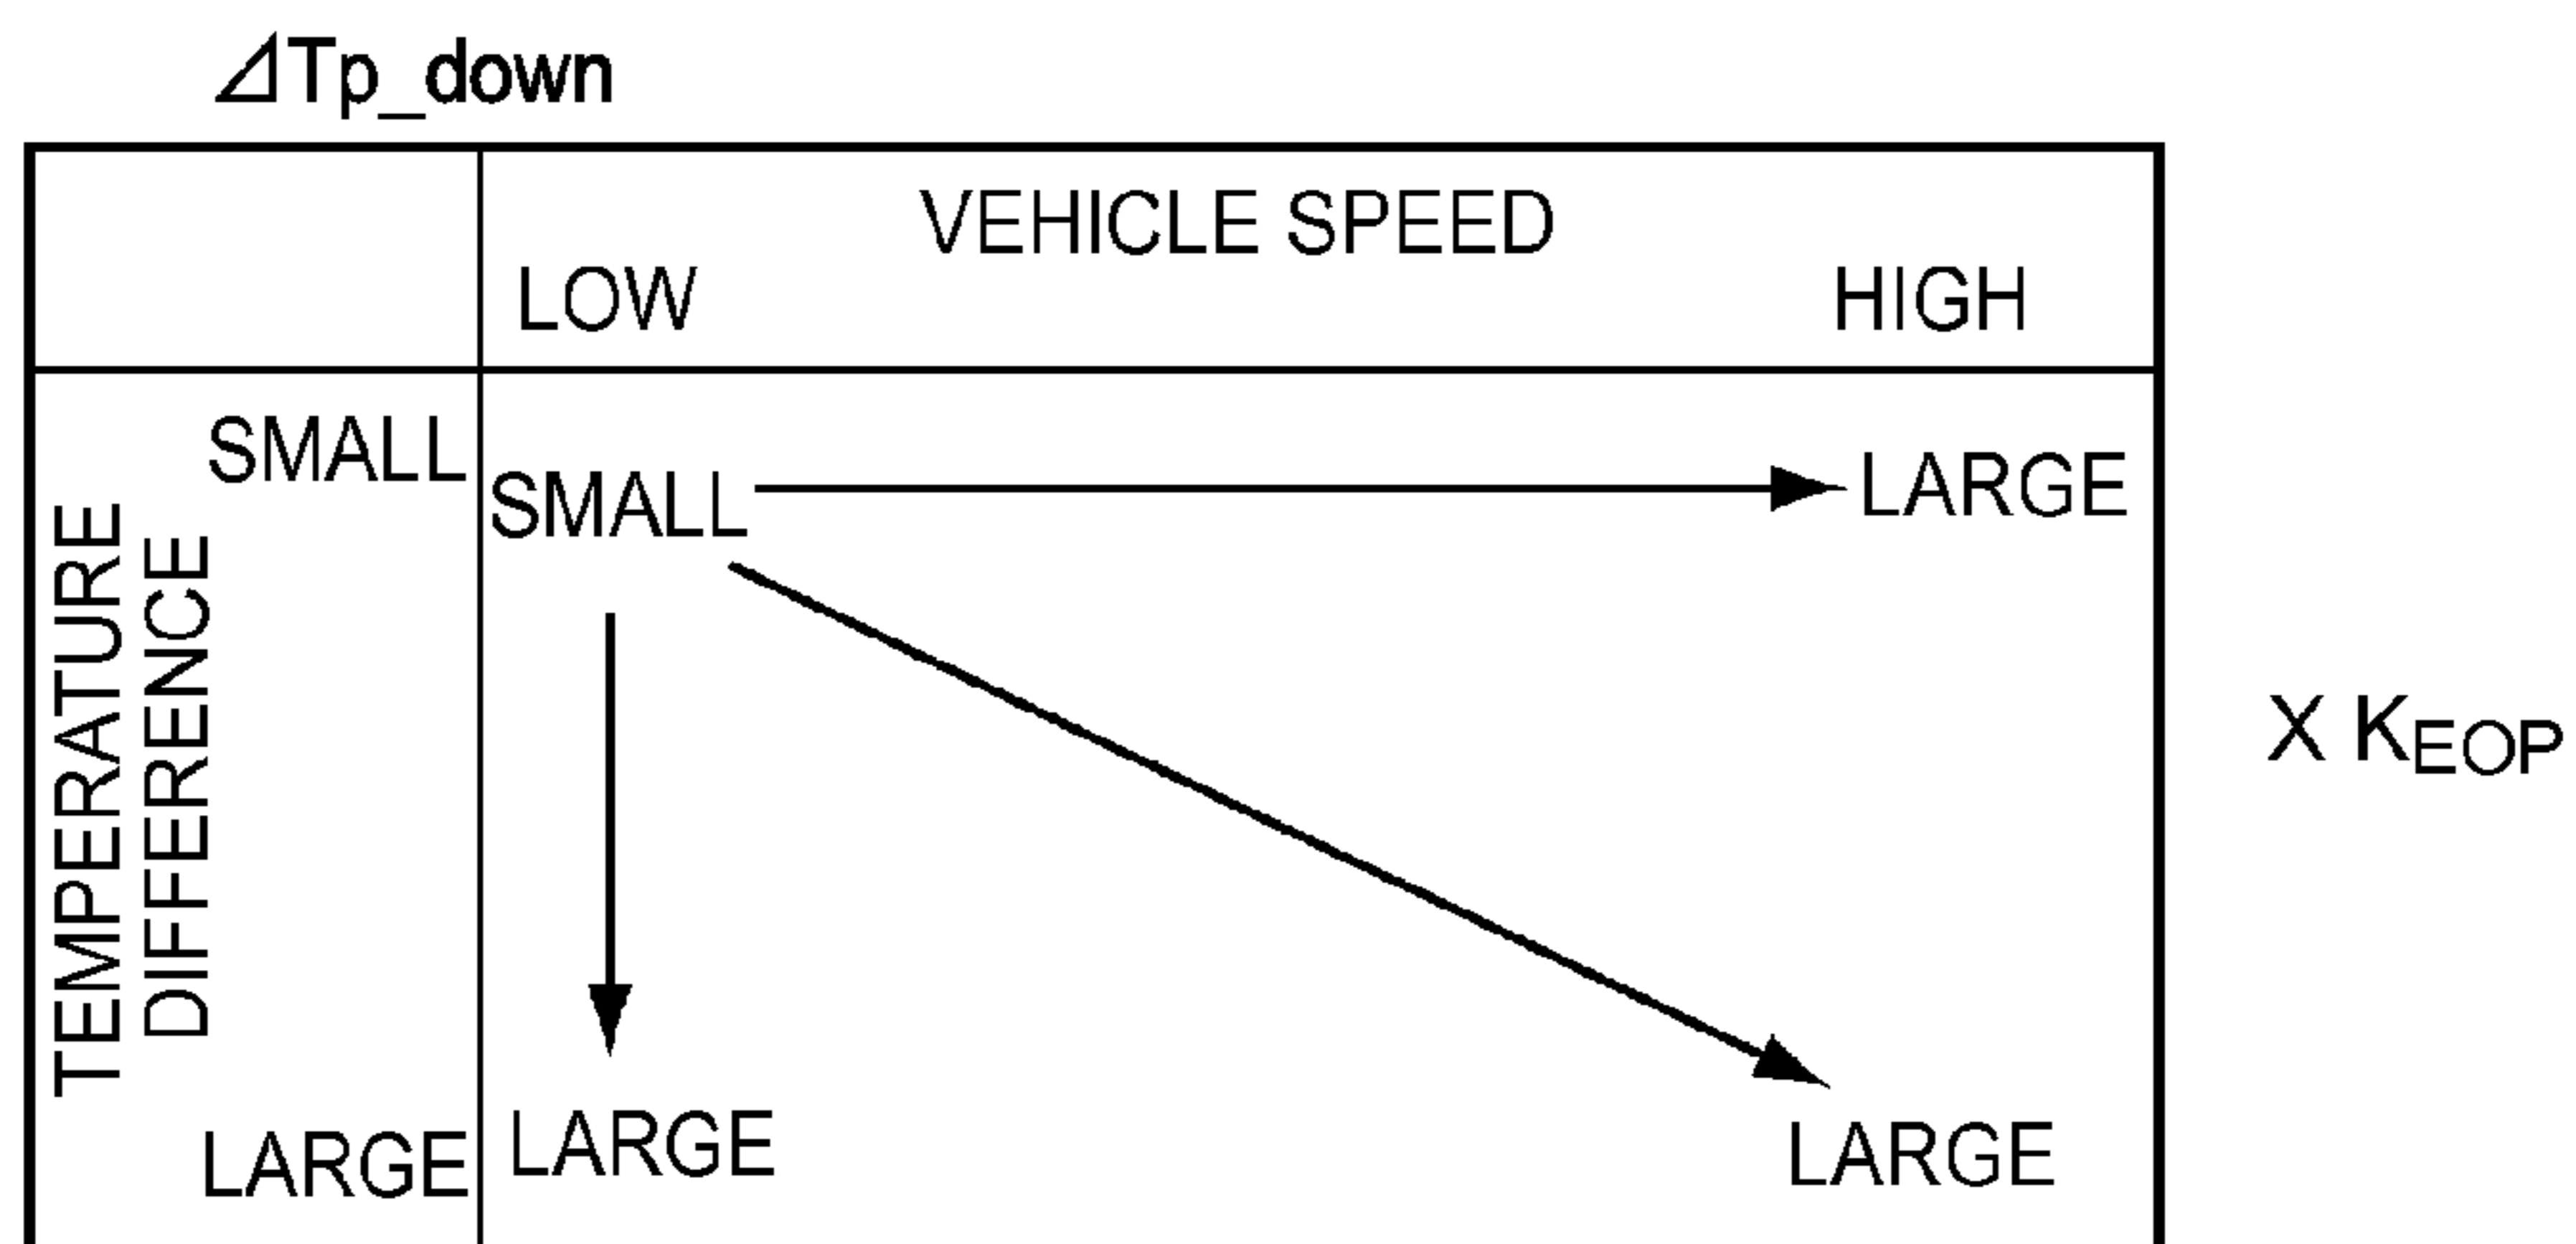 ⊿Tp_down
VEHICLE SPEED
LOW
HIGH
TEMPERATURE
DIFFERENCE
SMALL
SMALL
LARGE
X KEOP
LARGE
LARGE
LARGE